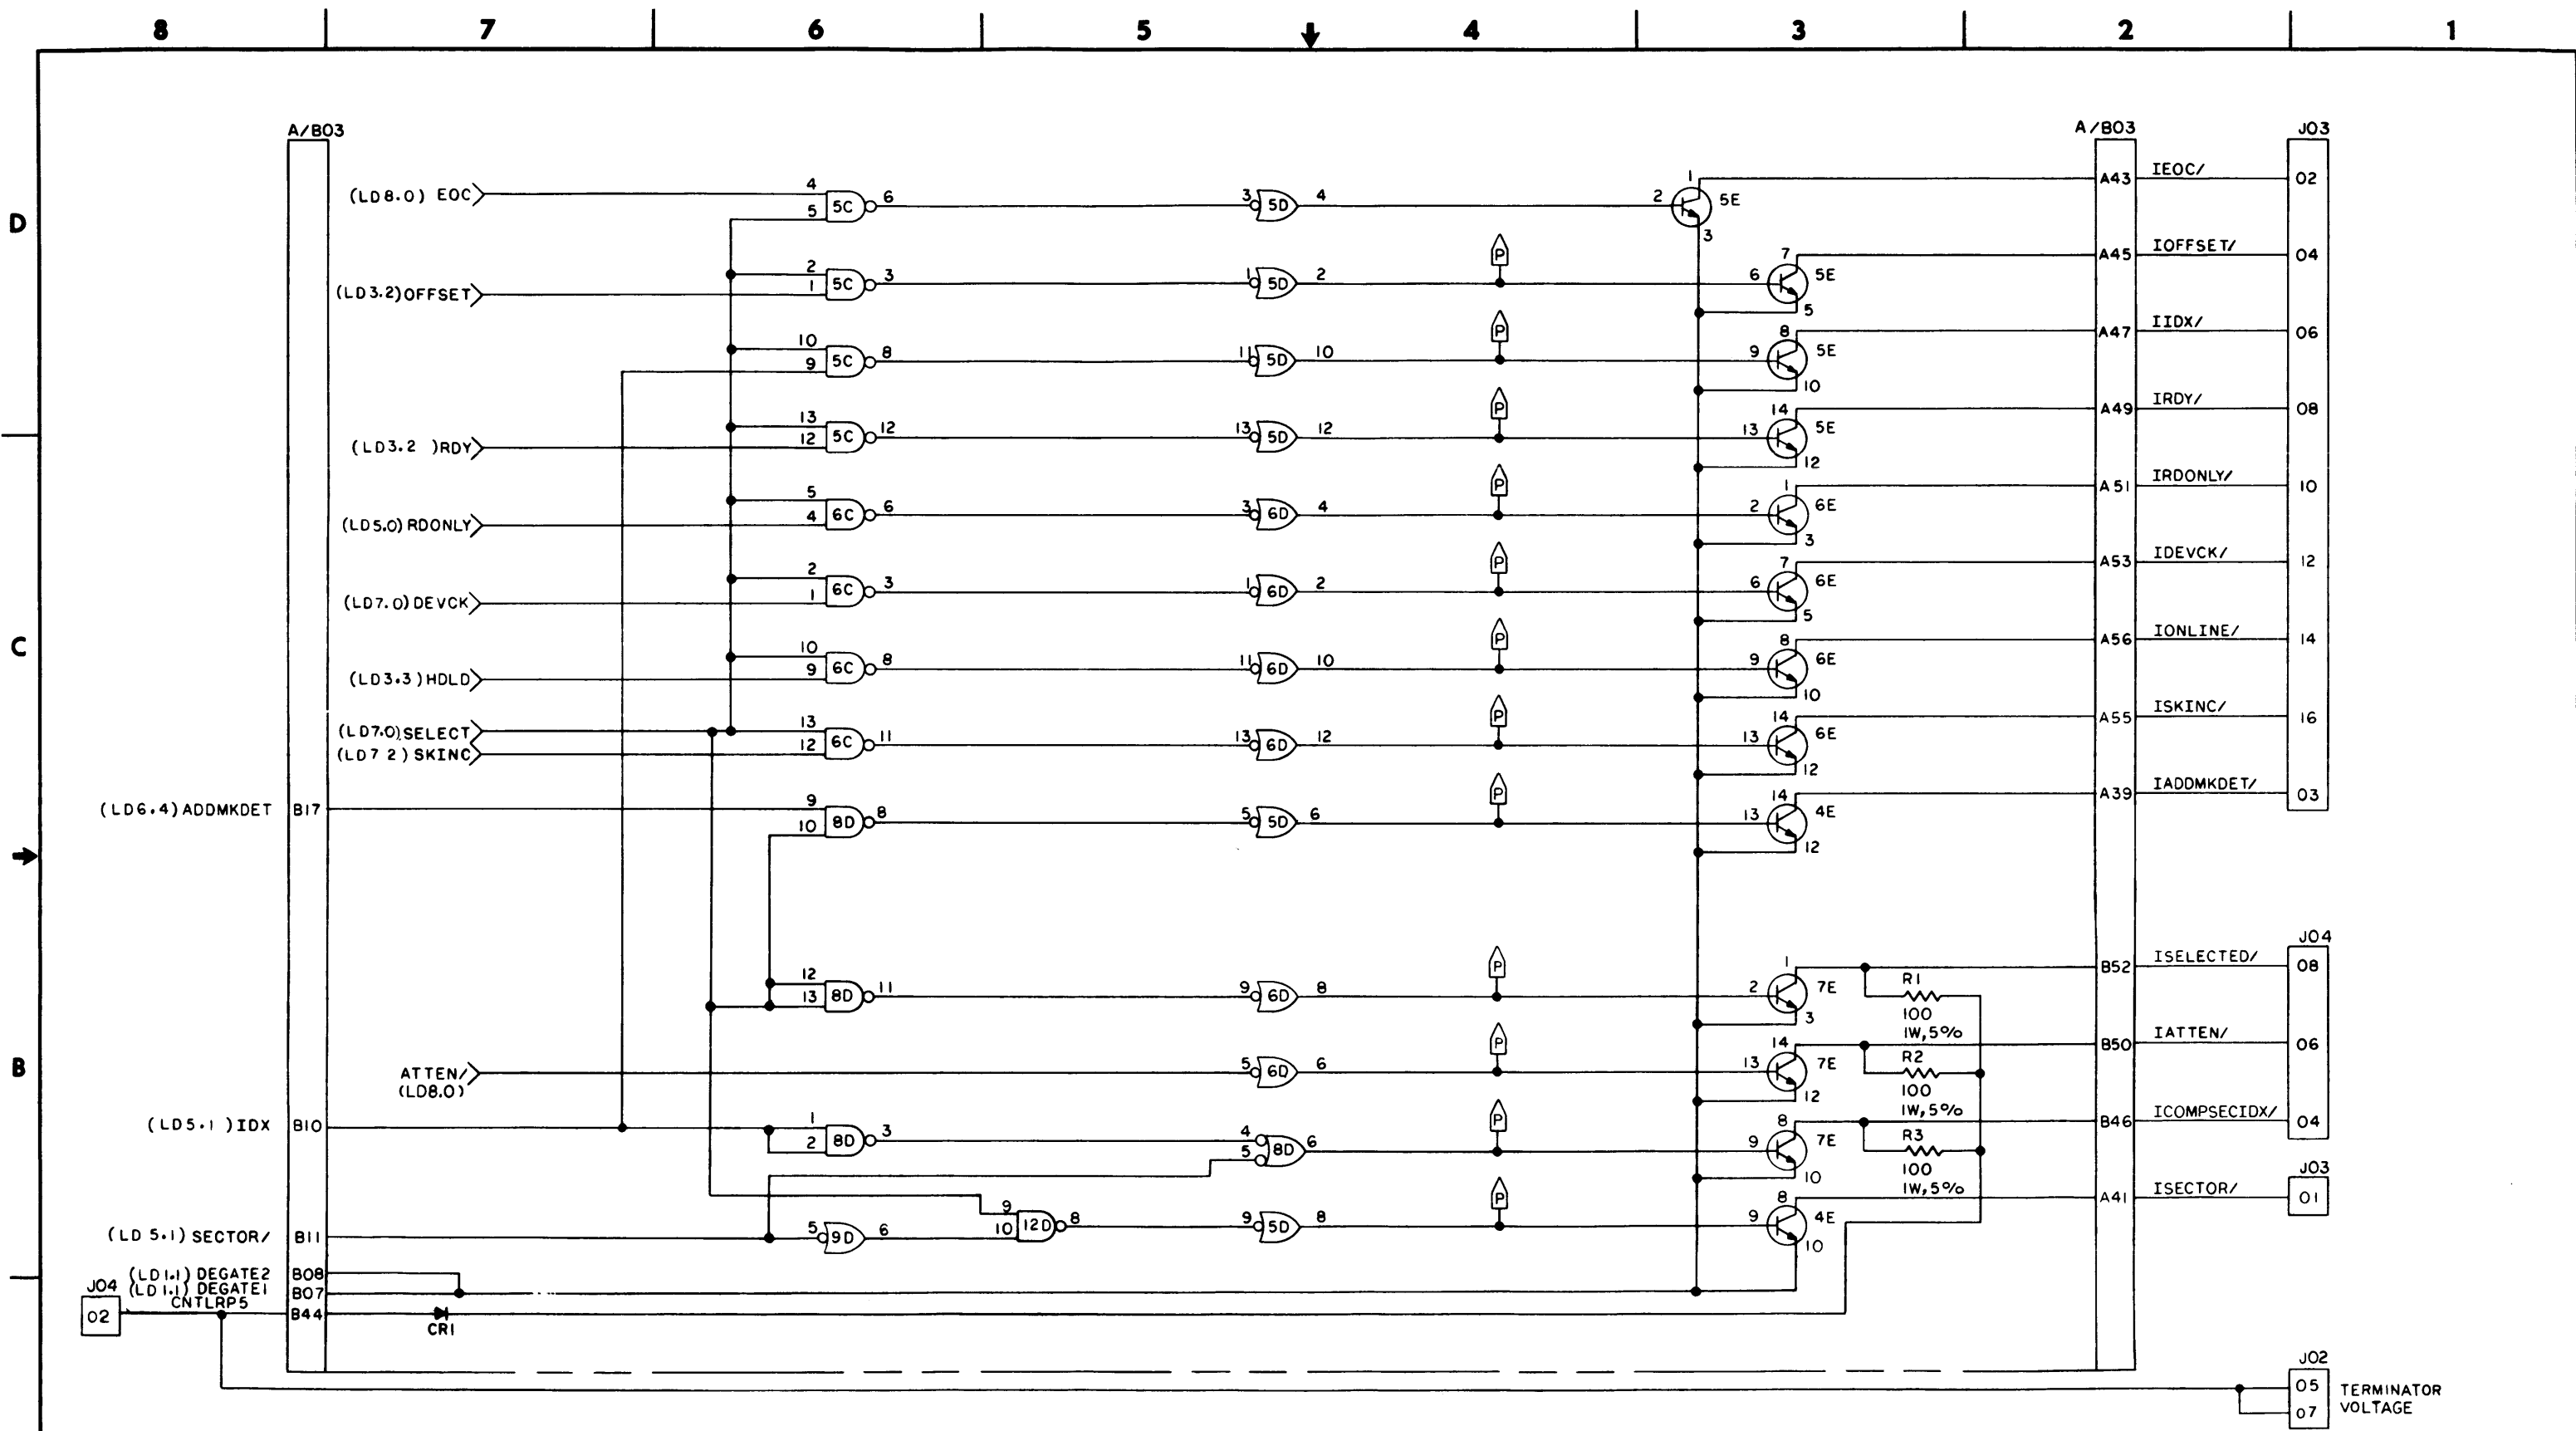 8 7 6 5 4 3 2 1
A/B03 A/B03 J03
D
(LD8.0) EOC 4 5 5C 6 3 5D 4 2 1 3 5E A43 IEOC/ 02
(LD3.2)OFFSET 2 1 5C 3 1 5D 2 P 6 7 5 5E A45 IOFFSET/ 04
10 9 5C 8 11 5D 10 P 9 8 10 5E A47 IIDX/ 06
(LD3.2 )RDY 13 12 5C 12 13 5D 12 P 13 14 12 5E A49 IRDY/ 08
(LD5.0)RDONLY 5 4 6C 6 3 6D 4 P 2 1 3 6E A51 IRDONLY/ 10
(LD7.0)DEVCK 2 1 6C 3 1 6D 2 P 6 7 5 6E A53 IDEVCK/ 12
C
(LD3.3)HDLD 10 9 6C 8 11 6D 10 P 9 8 10 6E A56 IONLINE/ 14
(LD7.0)SELECT 13
(LD7 2) SKINC 12 6C 11 13 6D 12 P 13 14 12 6E A55 ISKINC/ 16
(LD6.4)ADDMKDET B17 9 10 8D 8 5 5D 6 P 13 14 12 4E A39 IADDMKDET/ 03
J04
12 13 8D 11 9 6D 8 P 2 1 3 7E B52 ISELECTED/ 08
R1
100
1W,5%
B
ATTEN/ 5 6D 6 P 13 14 12 7E B50 IATTEN/ 06
(LD8.0)
R2
100
1W,5%
(LD5.1 )IDX B10 1 2 8D 3 4 5 8D 6 P 9 8 10 7E B46 ICOMPSECIDX/ 04
R3
100
1W,5%
J03
(LD 5.1) SECTOR/ B11 5 9D 6 9 10 12D 8 9 5D 8 P 9 8 10 4E A41 ISECTOR/ 01
(LD1.1) DEGATE2 B08
J04 (LD1.1) DEGATE1 B07
02 CNTLRP5 B44
CR1
J02
05 TERMINATOR
07 VOLTAGE